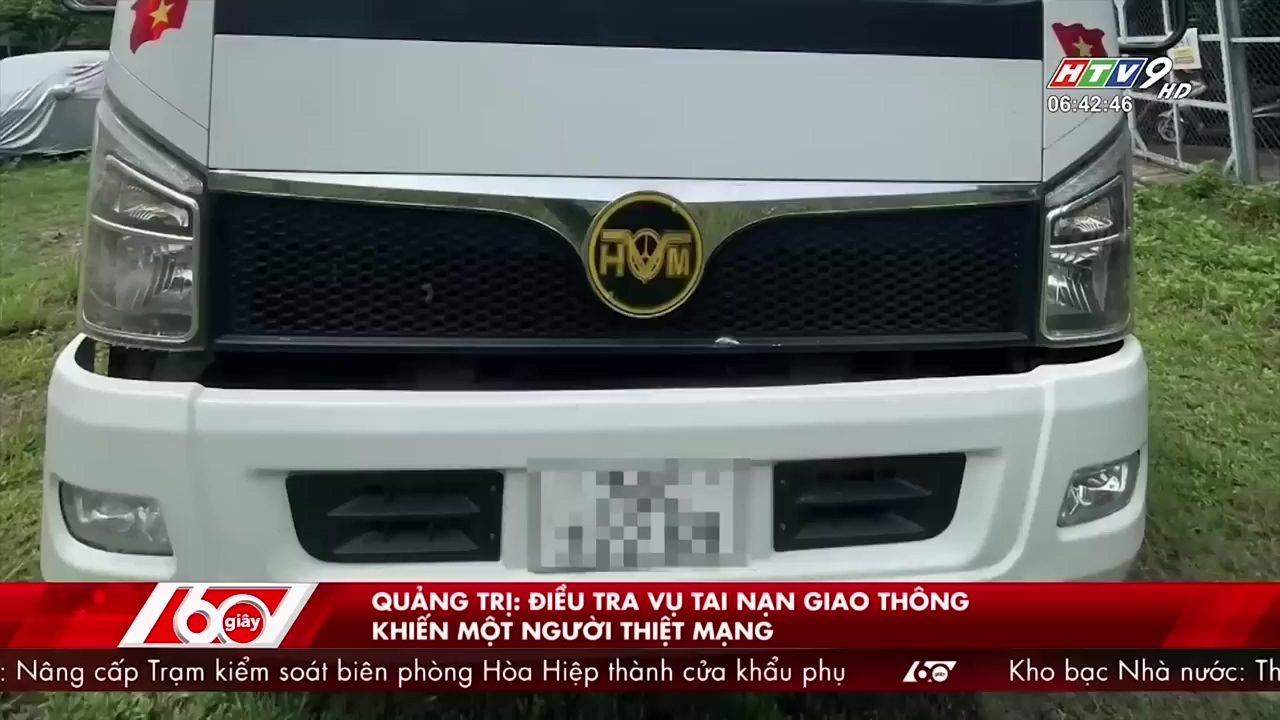 HTV9 HD
06:42:46
HVM
60 giây
QUẢNG TRỊ: ĐIỀU TRA VỤ TAI NẠN GIAO THÔNG
KHIẾN MỘT NGƯỜI THIỆT MẠNG
: Nâng cấp Trạm kiểm soát biên phòng Hòa Hiệp thành cửa khẩu phụ 60 giây Kho bạc Nhà nước: Th